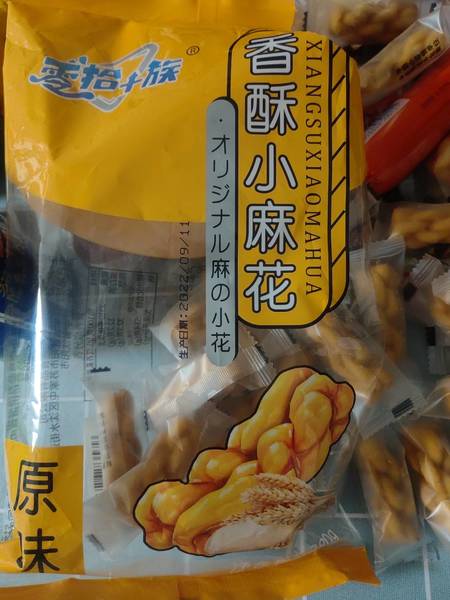 零拾十族®
香酥小麻花
XIANGSUXIAOMAHUA
·オリジナル麻の小花
生产日期:2022/09/11
原味